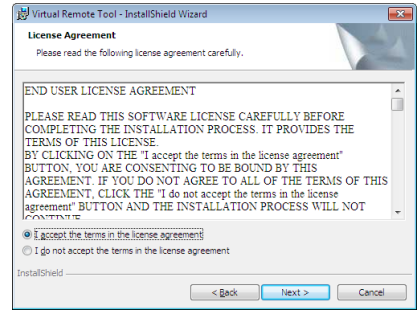 Virtual Remote Tool - InstallShield Wizard
License Agreement
Please read the following license agreement carefully.
END USER LICENSE AGREEMENT
PLEASE READ THIS SOFTWARE LICENSE CAREFULLY BEFORE
COMPLETING THE INSTALLATION PROCESS. IT PROVIDES THE
TERMS OF THIS LICENSE.
BY CLICKING ON THE "I accept the terms in the license agreement"
BUTTON, YOU ARE CONSENTING TO BE BOUND BY THIS
AGREEMENT. IF YOU DO NOT AGREE TO ALL OF THE TERMS OF THIS
AGREEMENT, CLICK THE "I do not accept the terms in the license
agreement" BUTTON AND THE INSTALLATION PROCESS WILL NOT
CONTINUE
I accept the terms in the license agreement
I do not accept the terms in the license agreement
InstallShield
< Back Next > Cancel